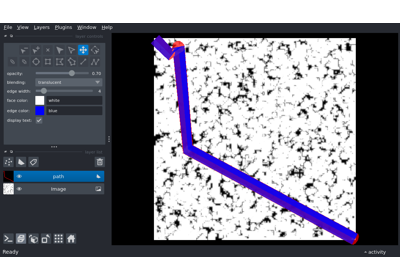 File View Layers Plugins Window Help
opacity: 0.70
blending: translucent
edge width:
face color: white
edge color: blue
display text:
path
Image
Ready activity